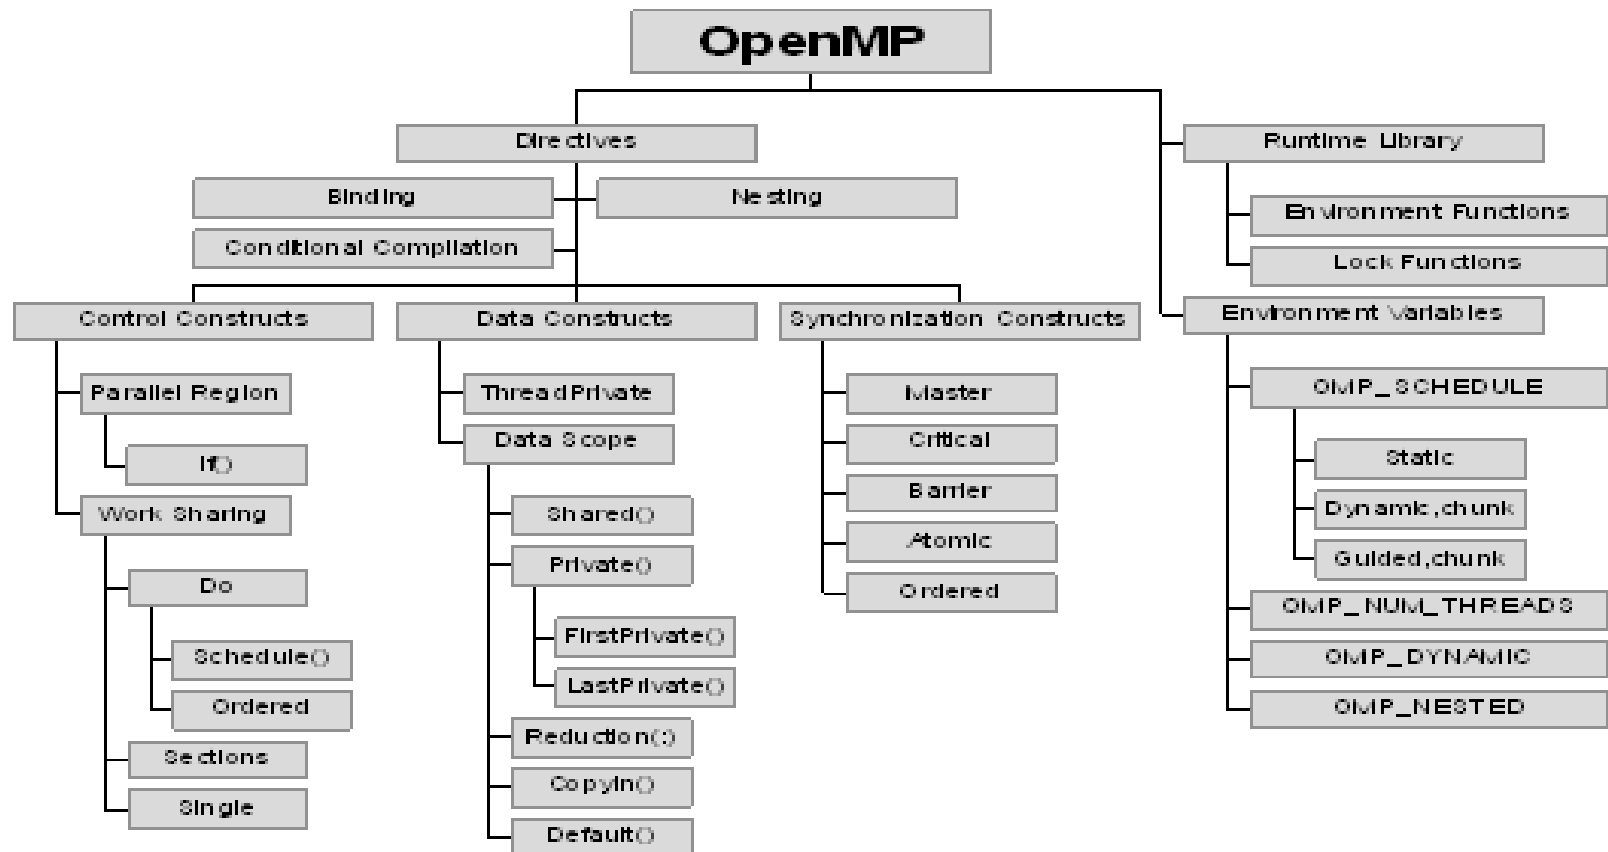 OpenMP
Directives
Binding
Nesting
Conditional Compilation
Control Constructs
Parallel Region
If()
Work Sharing
Do
Schedule()
Ordered
Sections
Single
Data Constructs
ThreadPrivate
Data Scope
Shared()
Private()
FirstPrivate()
LastPrivate()
Reduction(:)
CopyIn()
Default()
Synchronization Constructs
Master
Critical
Barrier
Atomic
Ordered
Runtime Library
Environment Functions
Lock Functions
Environment Variables
OMP_SCHEDULE
Static
Dynamic,chunk
Guided,chunk
OMP_NUM_THREADS
OMP_DYNAMIC
OMP_NESTED